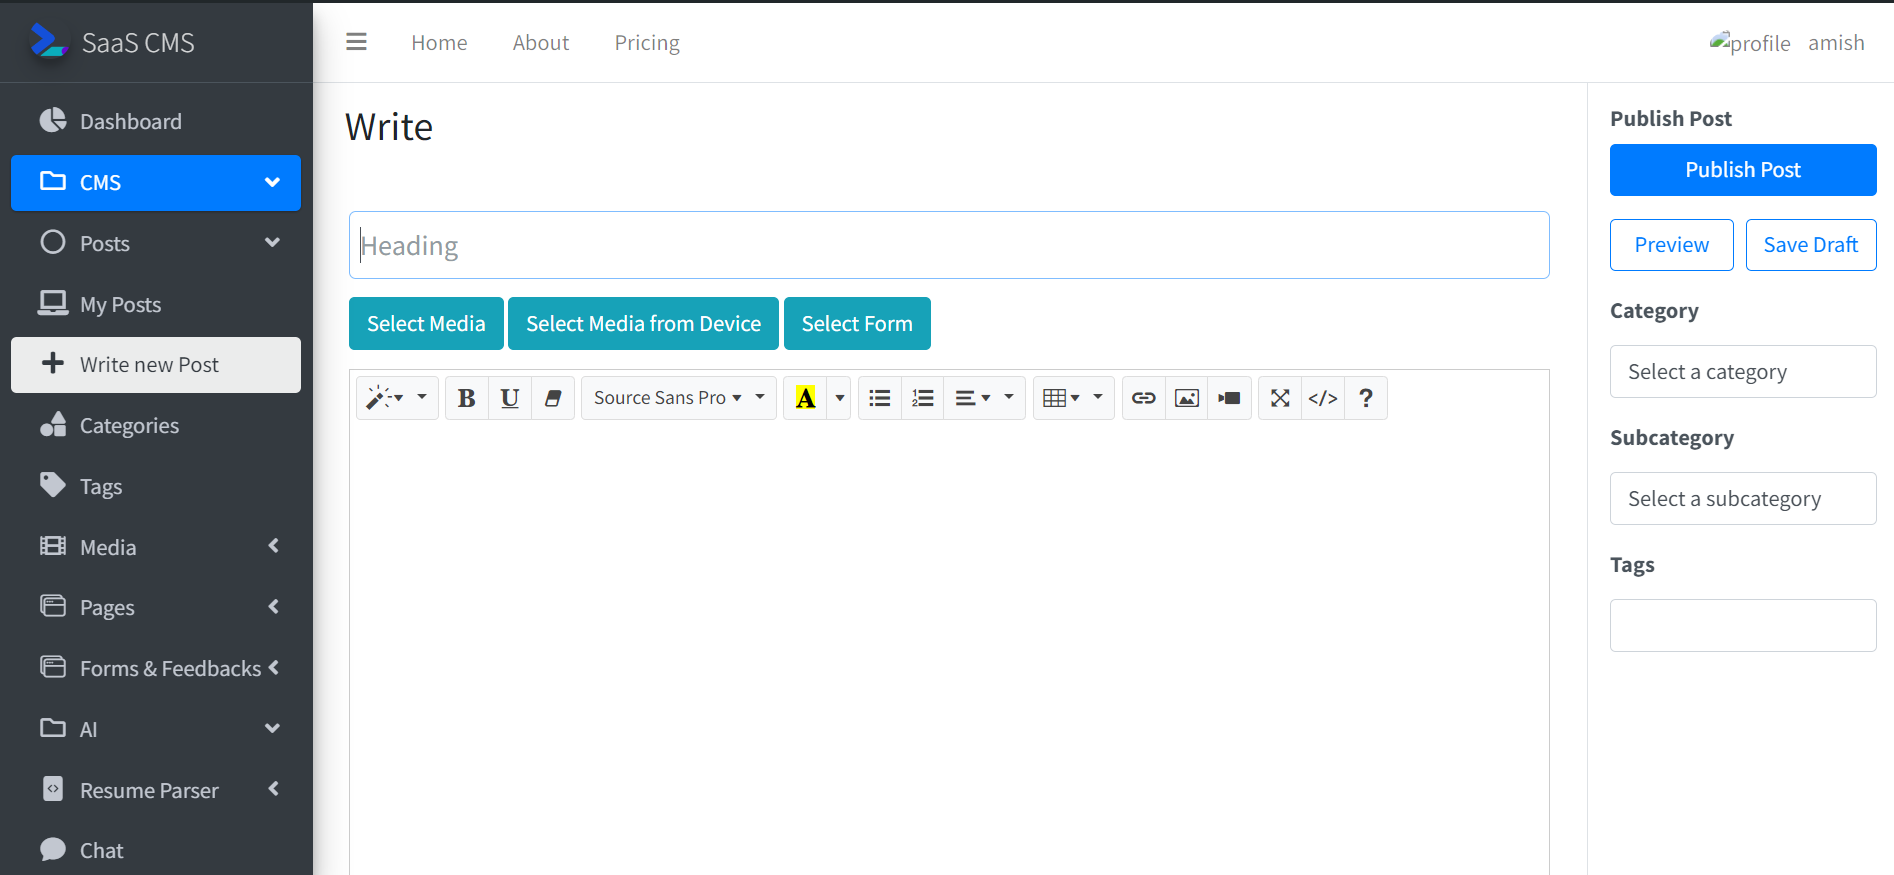 SaaS CMS
Home
About
Pricing
profile
amish
Dashboard
CMS
Posts
My Posts
Write new Post
Categories
Tags
Media
Pages
Forms & Feedbacks
AI
Resume Parser
Chat
Write
Heading
Select Media
Select Media from Device
Select Form
B U Source Sans Pro A </> ?
Publish Post
Publish Post
Preview
Save Draft
Category
Select a category
Subcategory
Select a subcategory
Tags